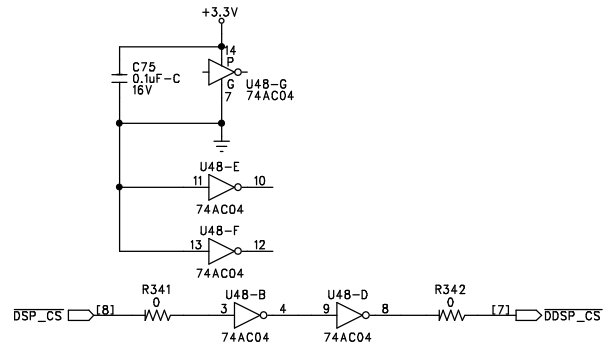 +3.3V
14
P
C75
0.1uF-C
16V
G
7
U48-G
74AC04
U48-E
11
10
74AC04
U48-F
13
12
74AC04
R341
0
U48-B
U48-D
R342
0
DSP_CS
[8]
3
4
9
8
[7]
DDSP_CS
74AC04
74AC04